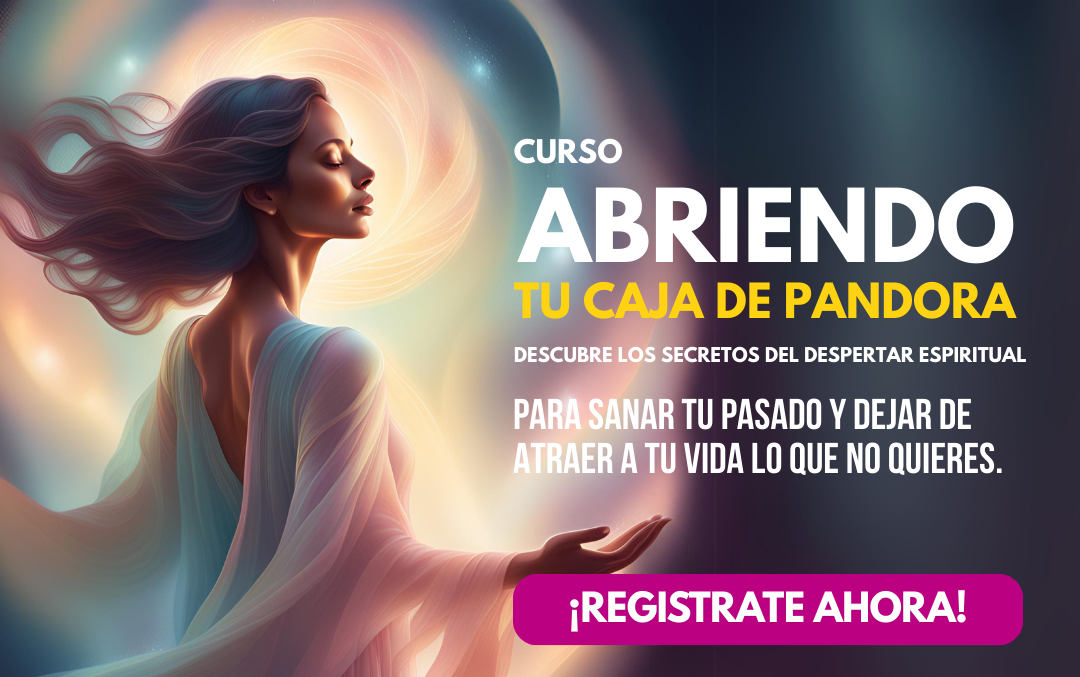 CURSO
ABRIENDO
TU CAJA DE PANDORA
DESCUBRE LOS SECRETOS DEL DESPERTAR ESPIRITUAL
PARA SANAR TU PASADO Y DEJAR DE
ATRAER A TU VIDA LO QUE NO QUIERES.
¡REGISTRATE AHORA!